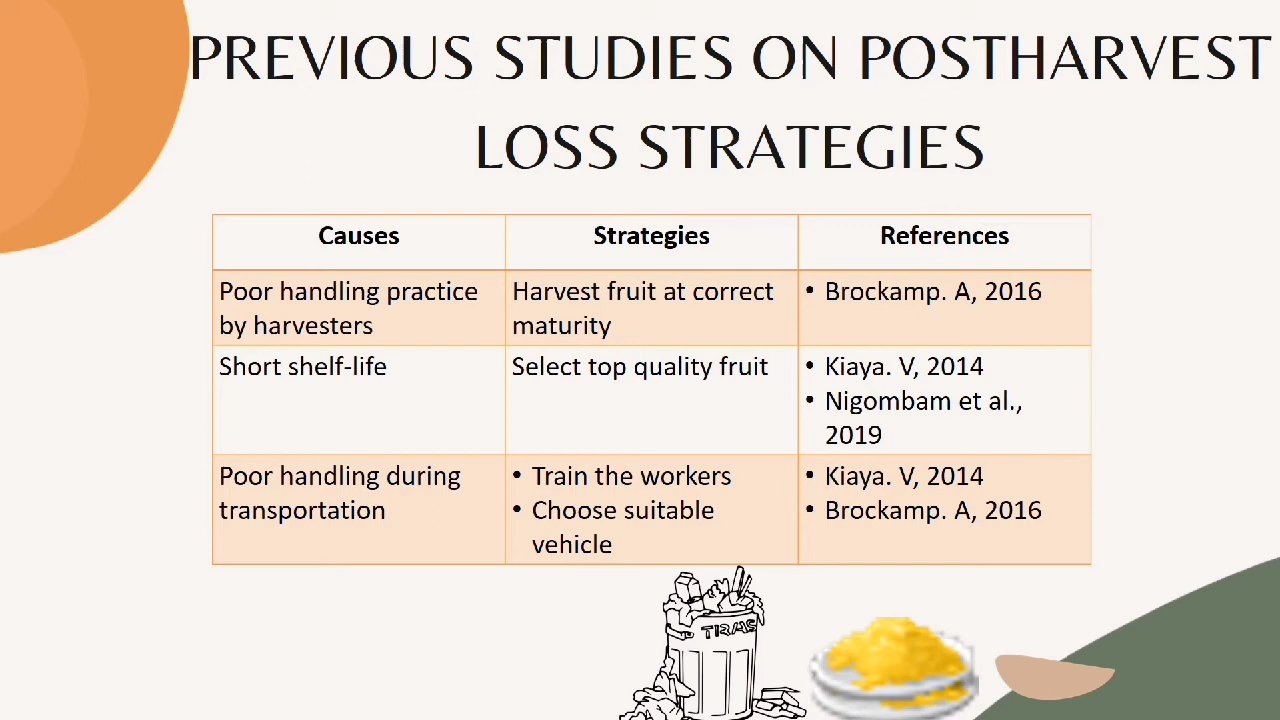 PREVIOUS STUDIES ON POSTHARVEST
LOSS STRATEGIES
Causes
Strategies
References
Poor handling practice
by harvesters
Harvest fruit at correct
maturity
• Brockamp. A, 2016
Short shelf-life
Select top quality fruit
• Kiaya. V, 2014
• Nigombam et al.,
2019
Poor handling during
transportation
• Train the workers
• Choose suitable
vehicle
• Kiaya. V, 2014
• Brockamp. A, 2016
TRAS